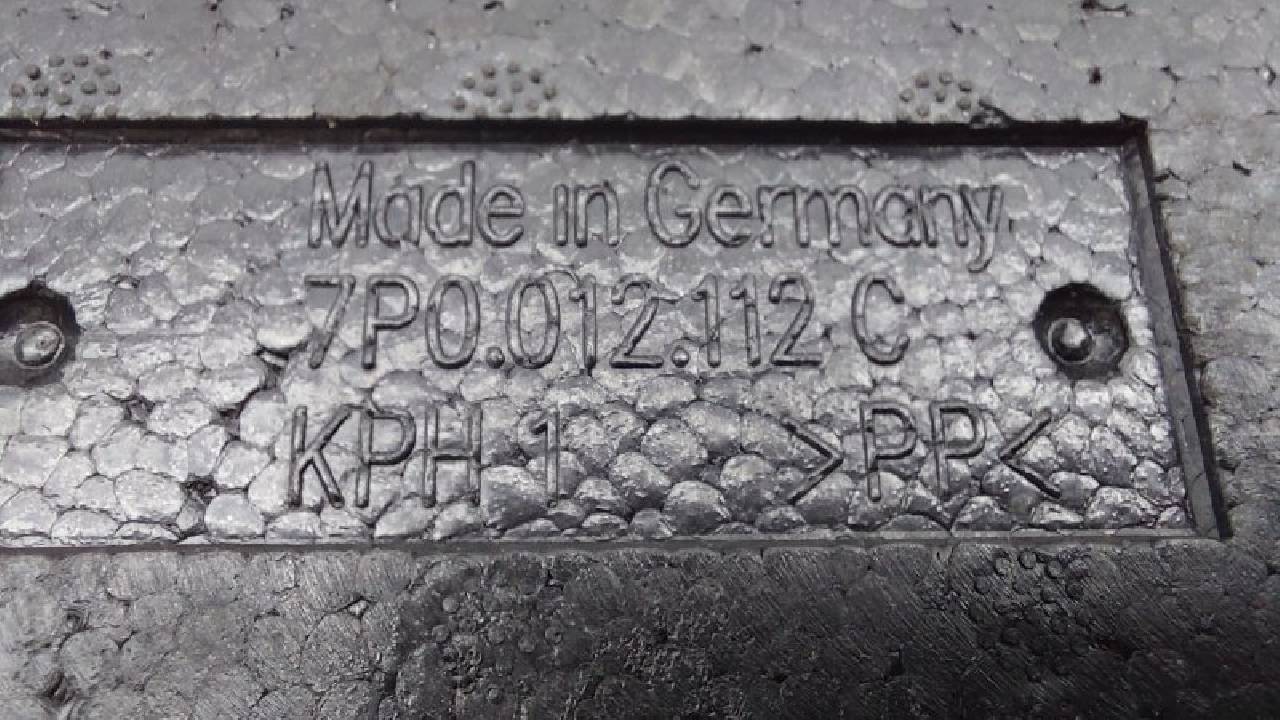 Made in Germany
7P0.012.112 C
KPH 1 >PP<